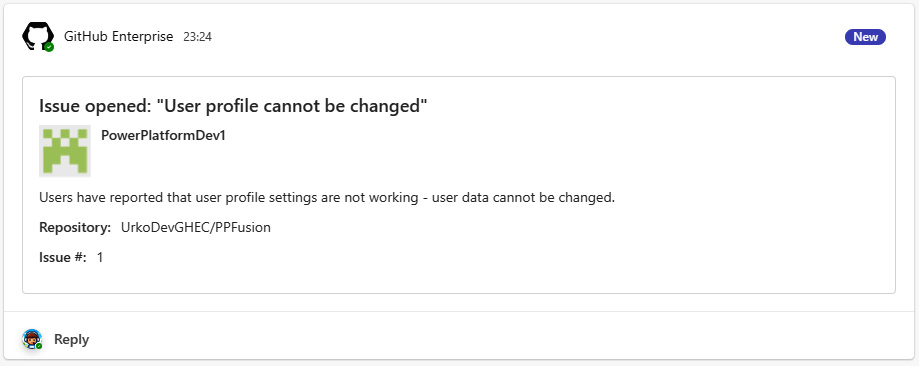 GitHub Enterprise 23:24 New
Issue opened: "User profile cannot be changed"
PowerPlatformDev1
Users have reported that user profile settings are not working - user data cannot be changed.
Repository: UrkoDevGHEC/PPFusion
Issue #: 1
Reply